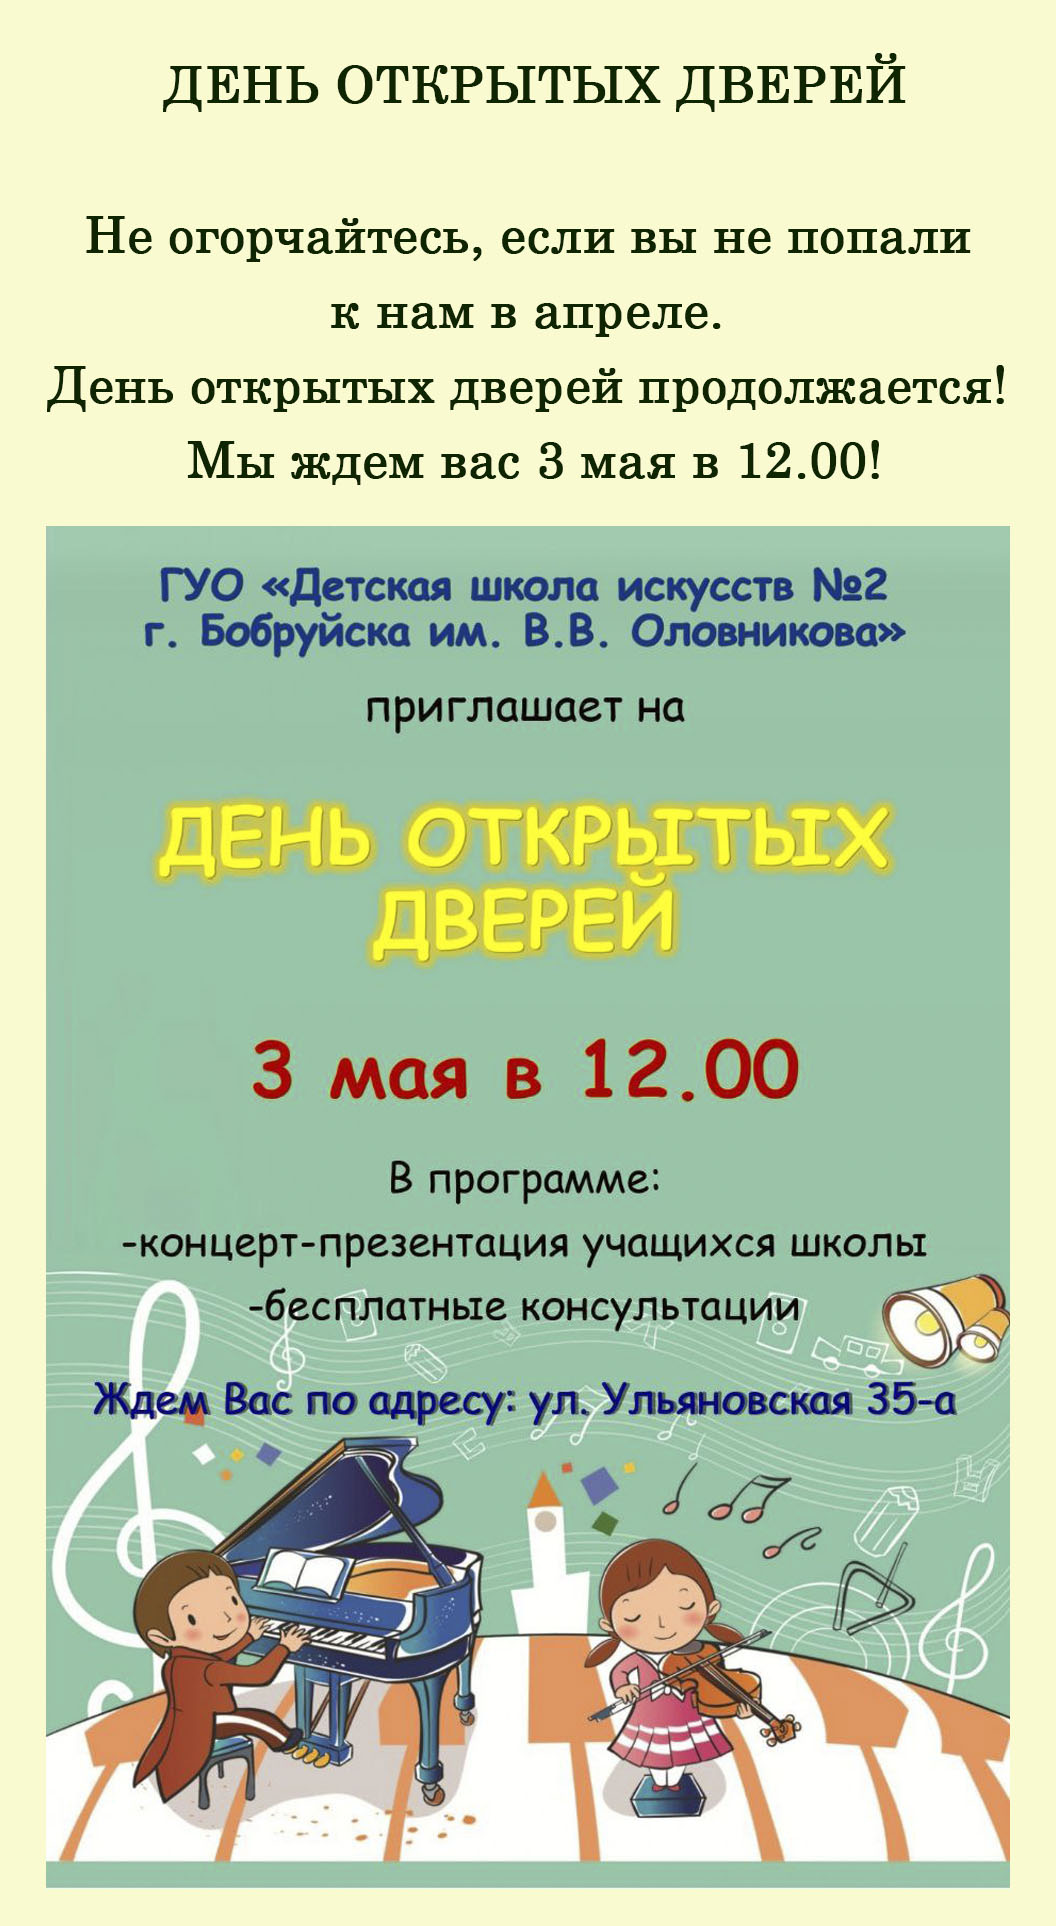 ДЕНЬ ОТКРЫТЫХ ДВЕРЕЙ
Не огорчайтесь, если вы не попали
к нам в апреле.
День открытых дверей продолжается!
Мы ждем вас 3 мая в 12.00!
ГУО «Детская школа искусств №2
г. Бобруйска им. В.В. Оловникова»
приглашает на
ДЕНЬ ОТКРЫТЫХ
ДВЕРЕЙ
3 мая в 12.00
В программе:
-концерт-презентация учащихся школы
-бесплатные консультации
Ждем Вас по адресу: ул. Ульяновская 35-а